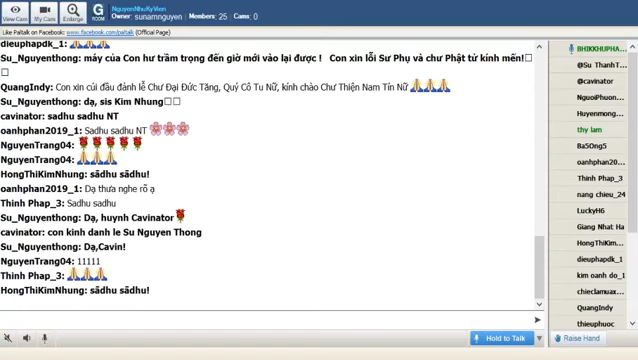 NguyenNhuKyVien
Owner: sunamnguyen | Members: 25 | Cams: 0
View Cam
My Cam
Enlarge
G
ROOM
Like Paltalk on Facebook: www.facebook.com/paltalk (Official Page)
dieuphapdk_1:
Su_Nguyenthong: máy của Con hư trầm trọng đến giờ mới vào lại được ! Con xin lỗi Sư Phụ và chư Phật tử kính mến!
QuangIndy: Con xin cúi đầu đảnh lễ Chư Đại Đức Tăng, Quý Cô Tu Nữ, kính chào Chư Thiện Nam Tín Nữ
Su_Nguyenthong: dạ, sis Kim Nhung
cavinator: sadhu sadhu NT
oanhphan2019_1: Sadhu sadhu NT
NguyenTrang04:
NguyenTrang04:
HongThiKimNhung: sādhu sādhu!
oanhphan2019_1: Dạ thưa nghe rõ ạ
Thinh Phap_3: Sadhu sadhu
Su_Nguyenthong: Dạ, huynh Cavinator
cavinator: con kinh danh le Su Nguyen Thong
Su_Nguyenthong: Dạ,Cavin!
NguyenTrang04: 11111
Thinh Phap_3:
HongThiKimNhung: sādhu sādhu!
Hold to Talk
BHIKKHUPHA...
@Su ThanhT...
@cavinator
NguoiPhuon...
Huyenmong...
thy lam
Ba5Ong5
oanhphan20...
Thinh Phap_3
nang chieu_24
LuckyH6
Giang Nhat Ha
HongThiKim...
dieuphapdk_1
kim oanh do_1
chieclamuax...
QuangIndy
thieuphuoc
Raise Hand